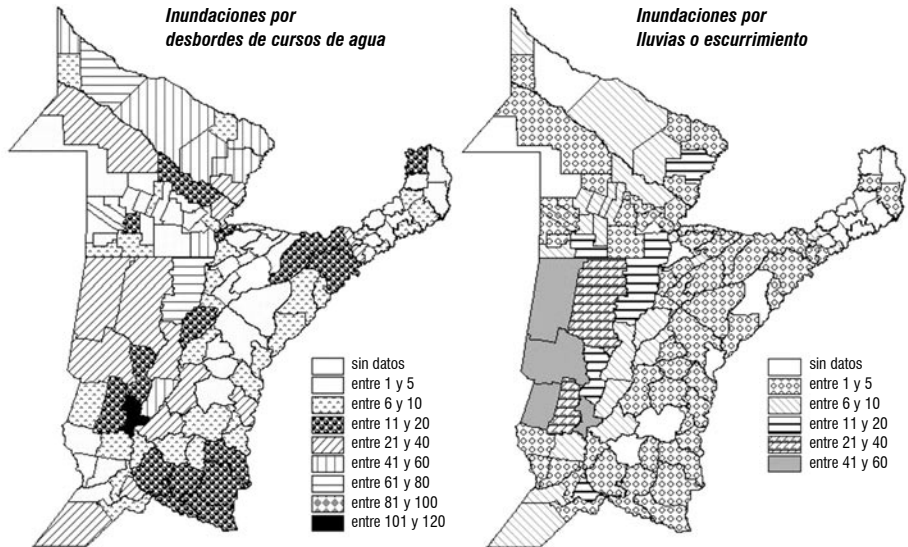 Inundaciones por
desbordes de cursos de agua
sin datos
entre 1 y 5
entre 6 y 10
entre 11 y 20
entre 21 y 40
entre 41 y 60
entre 61 y 80
entre 81 y 100
entre 101 y 120
Inundaciones por
lluvias o escurrimiento
sin datos
entre 1 y 5
entre 6 y 10
entre 11 y 20
entre 21 y 40
entre 41 y 60